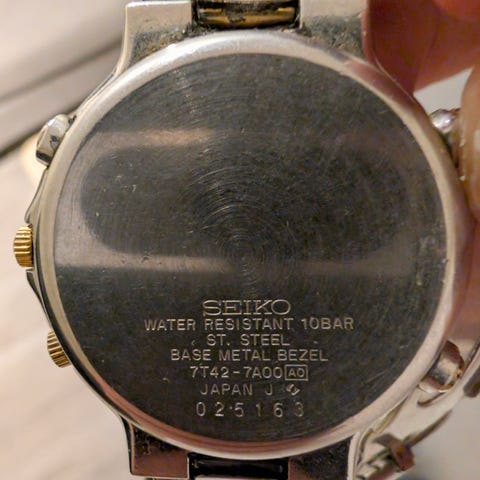 SEIKO
WATER RESISTANT 10BAR
ST. STEEL
BASE METAL BEZEL
7T42-7A00 A0
JAPAN J
025163